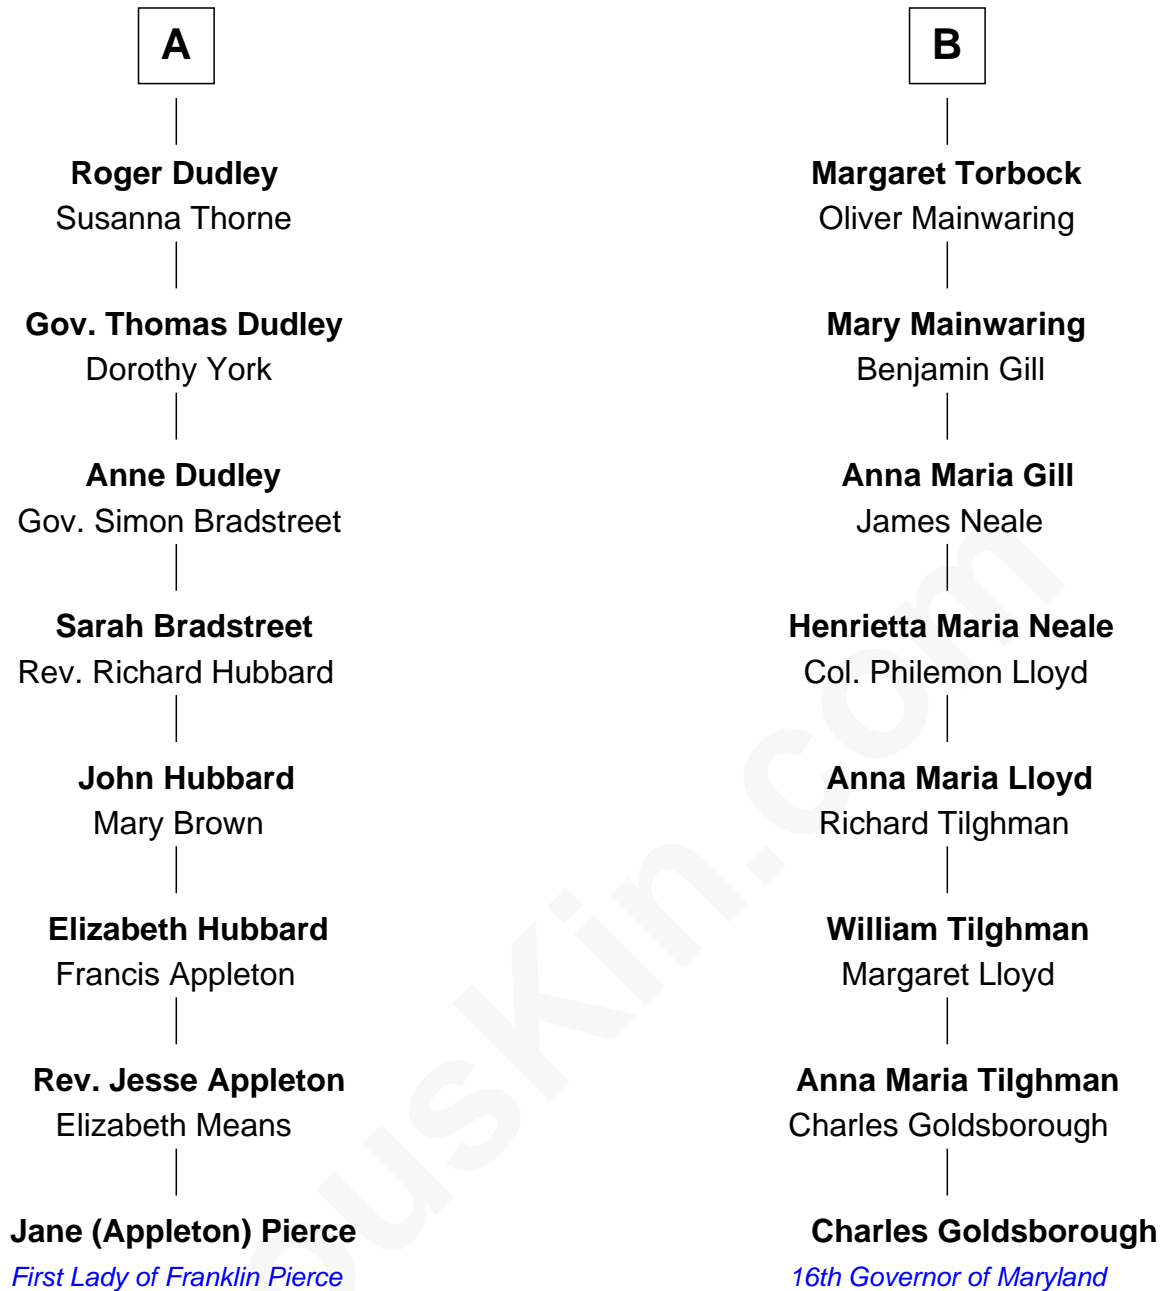 A
Roger Dudley
Susanna Thorne
Gov. Thomas Dudley
Dorothy York
Anne Dudley
Gov. Simon Bradstreet
Sarah Bradstreet
Rev. Richard Hubbard
John Hubbard
Mary Brown
Elizabeth Hubbard
Francis Appleton
Rev. Jesse Appleton
Elizabeth Means
Jane (Appleton) Pierce
First Lady of Franklin Pierce
B
Margaret Torbock
Oliver Mainwaring
Mary Mainwaring
Benjamin Gill
Anna Maria Gill
James Neale
Henrietta Maria Neale
Col. Philemon Lloyd
Anna Maria Lloyd
Richard Tilghman
William Tilghman
Margaret Lloyd
Anna Maria Tilghman
Charles Goldsborough
Charles Goldsborough
16th Governor of Maryland
ousKin.com